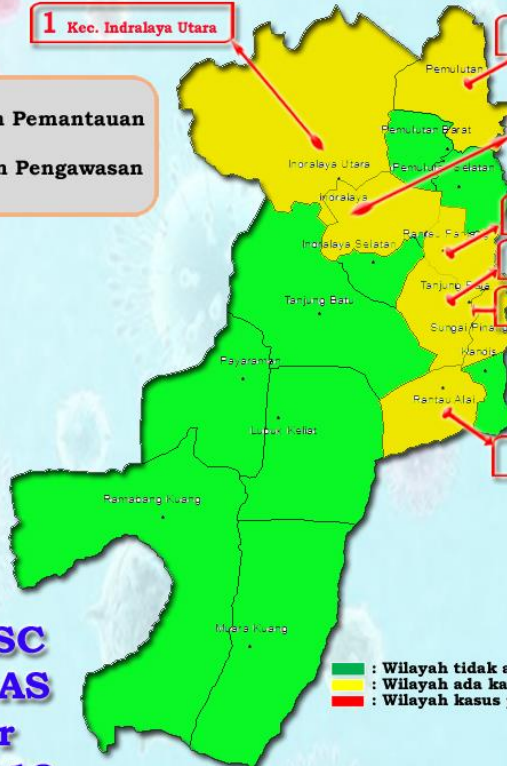 1 Kec. Indralaya Utara
n Pemantauan
n Pengawasan
Pemulutan
Pemulutan Barat
Pemulutan Selatan
Indralaya Utara
Indralaya
Indralaya Selatan
Rantau
Tanjung Raja
Tanjung Batu
Sungai Pinang
Kandis
Payaraman
Rantau Alai
Lubuk Keliat
Rambang Kuang
Muara Kuang
SC
AS
r
: Wilayah tidak a
: Wilayah ada ka
: Wilayah kasus